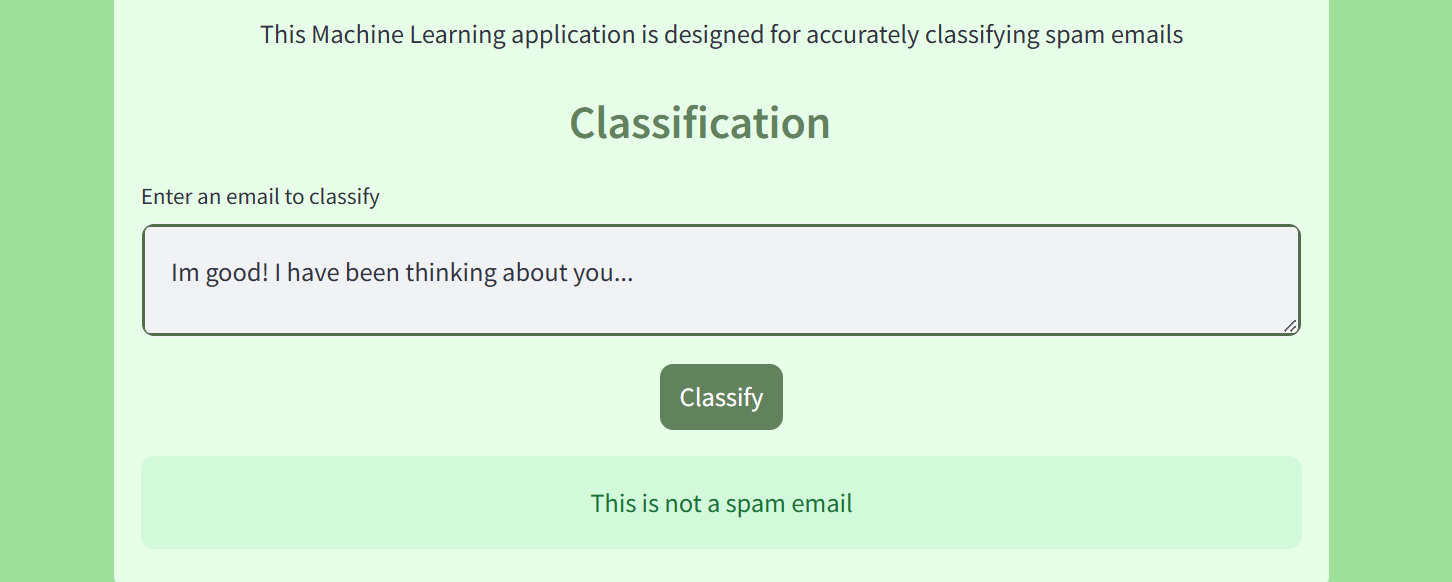 This Machine Learning application is designed for accurately classifying spam emails
Classification
Enter an email to classify
Im good! I have been thinking about you...
Classify
This is not a spam email